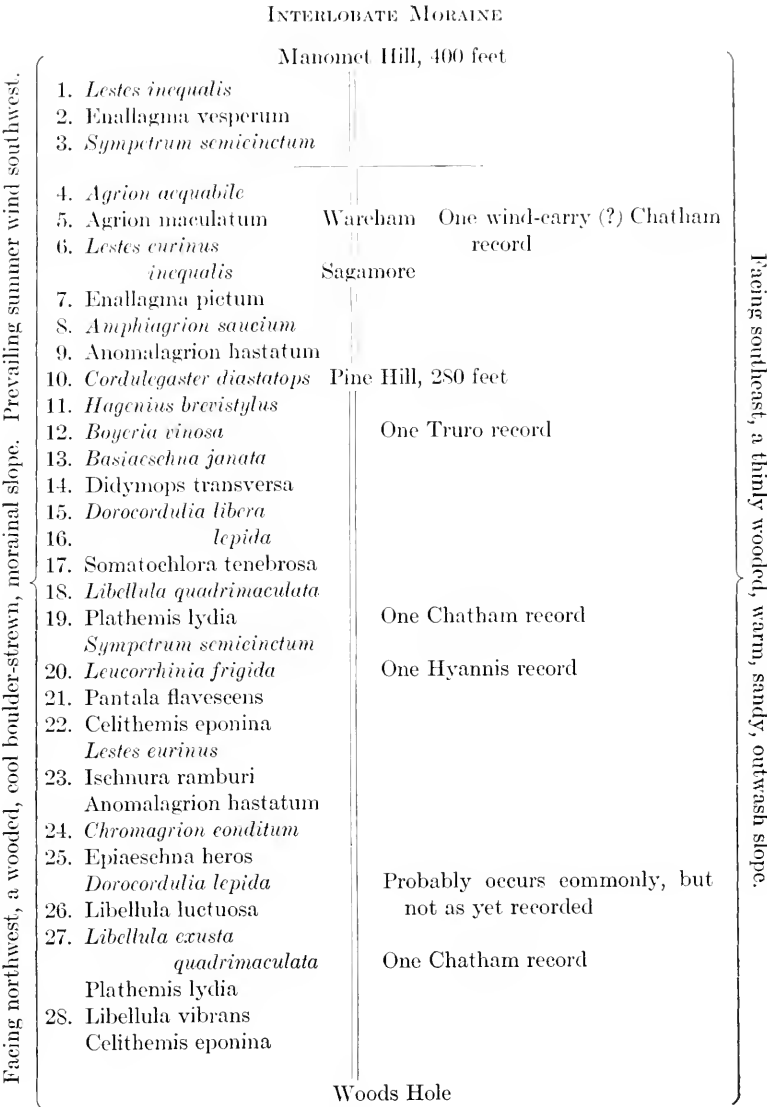 INTERLOBATE MORAINE
Manomet Hill, 400 feet
Facing northwest, a wooded, cool boulder-strewn, morainal slope. Prevailing summer wind southwest.
1. Lestes inequalis
2. Enallagma vesperum
3. Sympetrum semicinctum
4. Agrion aequabile
5. Agrion maculatum Wareham One wind-carry (?) Chatham
6. Lestes eurinus record
inequalis Sagamore
7. Enallagma pictum
8. Amphiagrion saucium
9. Anomalagrion hastatum
10. Cordulegaster diastatops Pine Hill, 280 feet
11. Hagenius brevistylus
12. Boyeria vinosa One Truro record
13. Basiaeschna janata
14. Didymops transversa
15. Dorocordulia libera
16. lepida
17. Somatochlora tenebrosa
18. Libellula quadrimaculata
19. Plathemis lydia One Chatham record
Sympetrum semicinctum
20. Leucorrhinia frigida One Hyannis record
21. Pantala flavescens
22. Celithemis eponina
Lestes eurinus
23. Ischnura ramburi
Anomalagrion hastatum
24. Chromagrion conditum
25. Epiaeschna heros
Dorocordulia lepida Probably occurs commonly, but
26. Libellula luctuosa not as yet recorded
27. Libellula exusta
quadrimaculata One Chatham record
Plathemis lydia
28. Libellula vibrans
Celithemis eponina
Woods Hole
Facing southeast, a thinly wooded, warm, sandy, outwash slope.